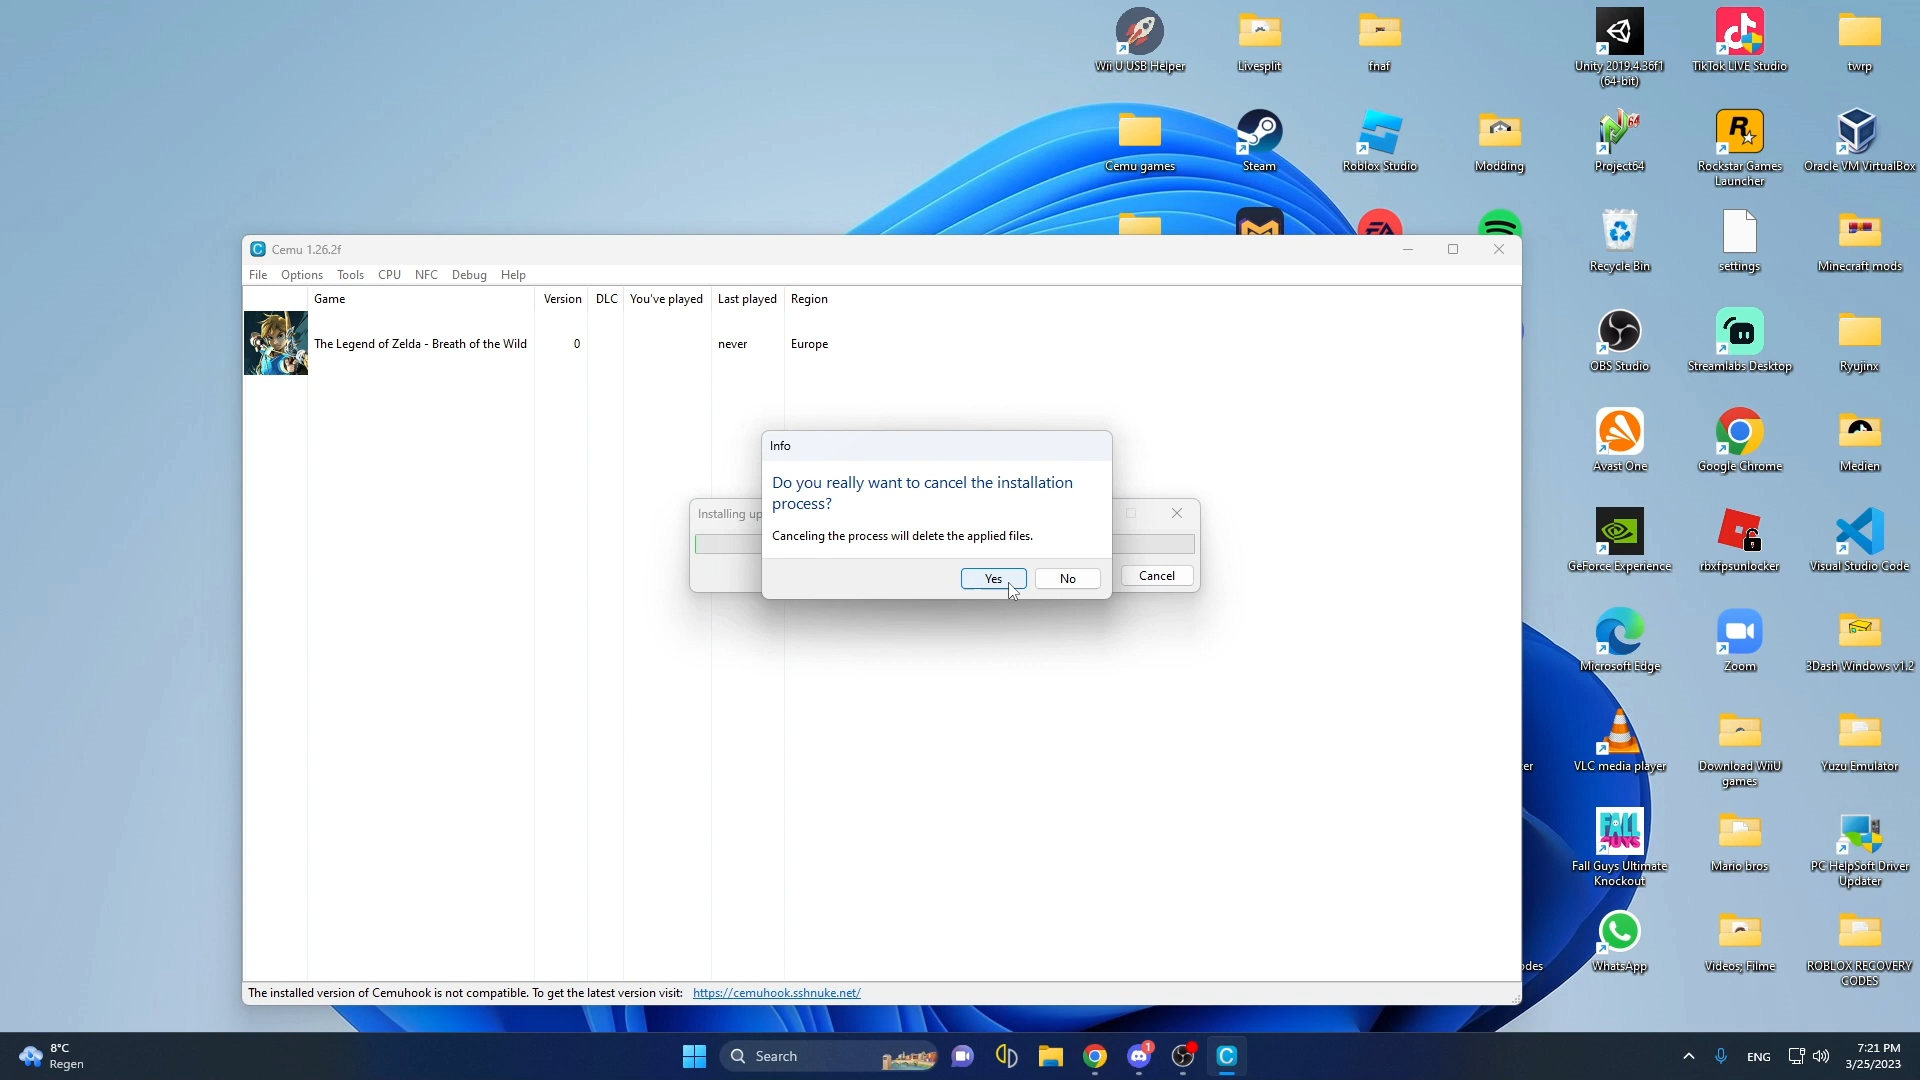 Wii U USB Helper
Livesplit
fnaf
Unity 2019.4.36f1
(64-bit)
TikTok LIVE Studio
twrp
Cemu games
Steam
Roblox Studio
Modding
Project64
Rockstar Games
Launcher
Oracle VM VirtualBox
Recycle Bin
settings
Minecraft mods
Cemu 1.26.2f
File Options Tools CPU NFC Debug Help
Game Version DLC You've played Last played Region
The Legend of Zelda - Breath of the Wild 0 never Europe
OBS Studio
Streamlabs Desktop
Ryujinx
Info
Do you really want to cancel the installation
process?
Canceling the process will delete the applied files.
Yes No
Installing up
Cancel
Avast One
Google Chrome
Medien
GeForce Experience
rbxfpsunlocker
Visual Studio Code
Microsoft Edge
Zoom
3Dash Windows v1.2
er
VLC media player
Download WiiU
games
Yuzu Emulator
FALL
GUYS
Fall Guys Ultimate
Knockout
Mario bros
PC HelpSoft Driver
Updater
odes
WhatsApp
Videos; Filme
ROBLOX RECOVERY
CODES
The installed version of Cemuhook is not compatible. To get the latest version visit: https://cemuhook.sshnuke.net/
8°C
Regen
Search
1
ENG
7:21 PM
3/25/2023